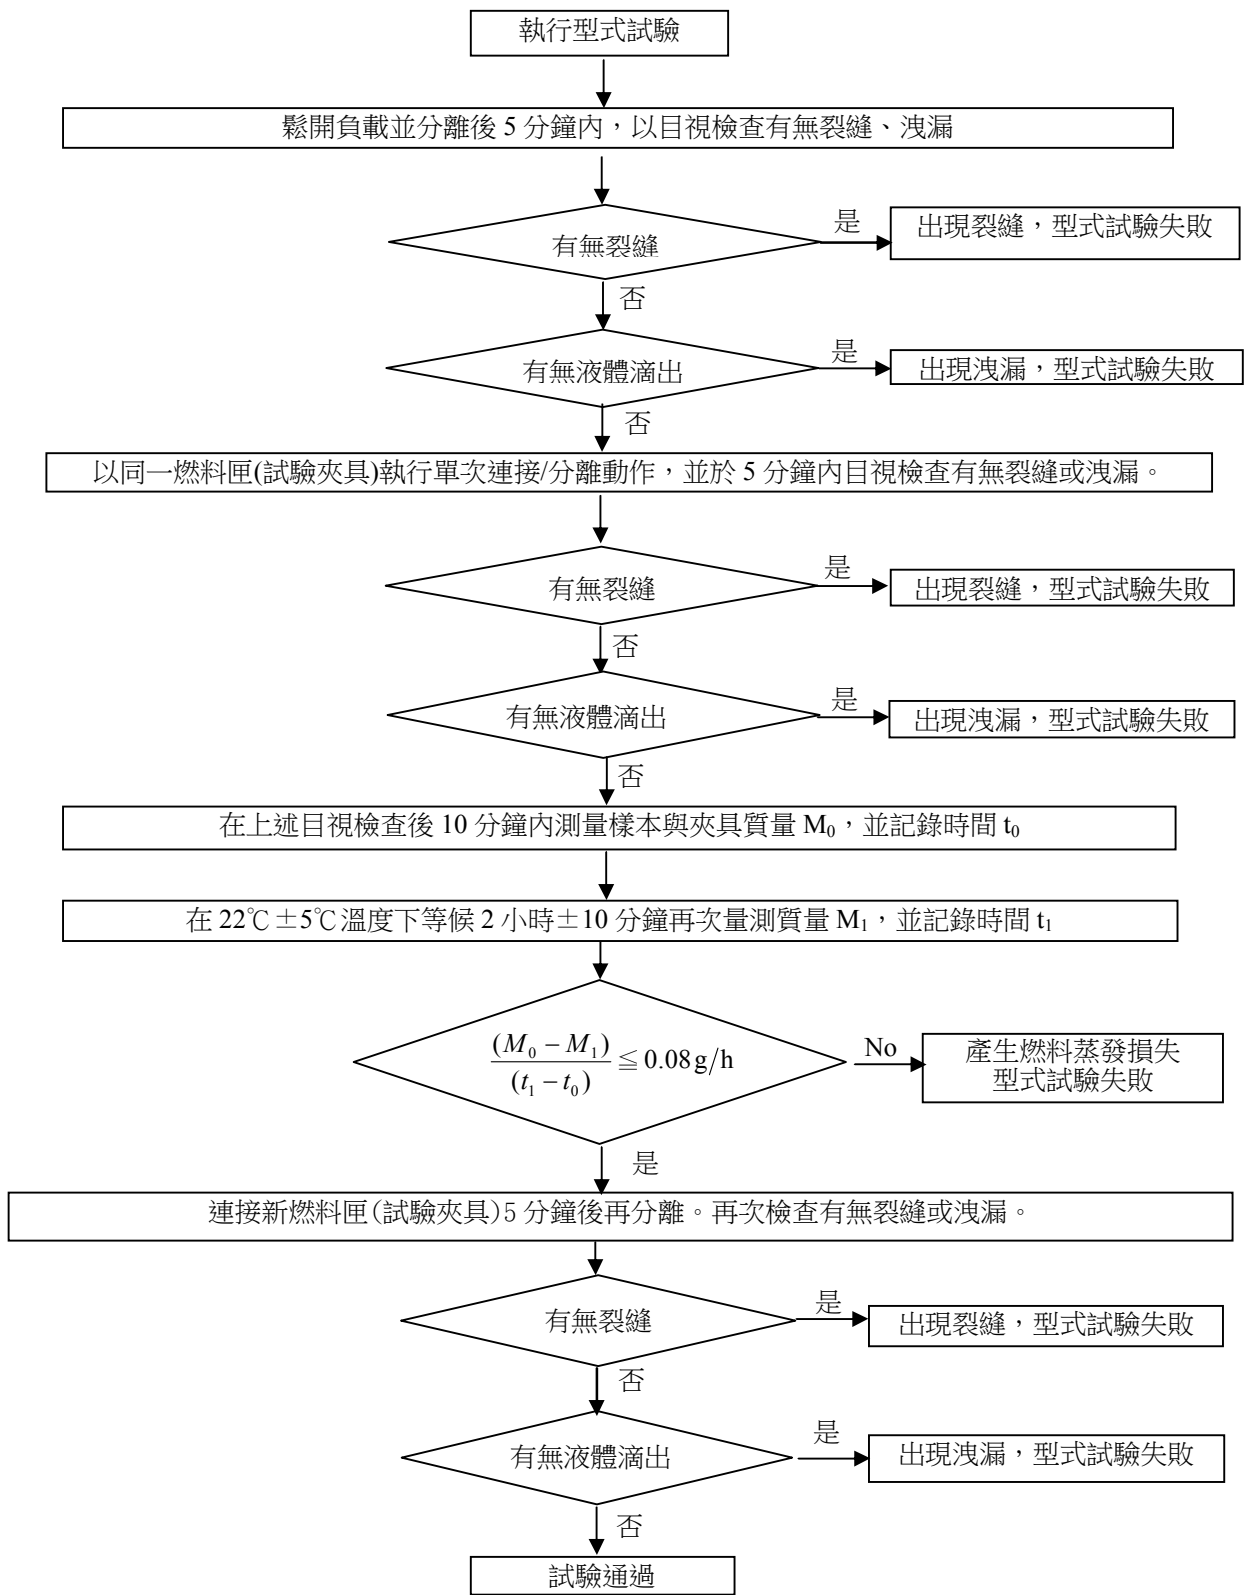 執行型式試驗
鬆開負載並分離後 5 分鐘內，以目視檢查有無裂縫、洩漏
有無裂縫
是
出現裂縫，型式試驗失敗
否
有無液體滴出
是
出現洩漏，型式試驗失敗
否
以同一燃料匣(試驗夾具)執行單次連接/分離動作，並於 5 分鐘內目視檢查有無裂縫或洩漏。
有無裂縫
是
出現裂縫，型式試驗失敗
否
有無液體滴出
是
出現洩漏，型式試驗失敗
否
在上述目視檢查後 10 分鐘內測量樣本與夾具質量 M₀，並記錄時間 t₀
在 22℃±5℃溫度下等候 2 小時±10 分鐘再次量測質量 M₁，並記錄時間 t₁
(M₀ − M₁)/(t₁ − t₀) ≦ 0.08 g/h
No
產生燃料蒸發損失
型式試驗失敗
是
連接新燃料匣(試驗夾具)5 分鐘後再分離。再次檢查有無裂縫或洩漏。
有無裂縫
是
出現裂縫，型式試驗失敗
否
有無液體滴出
是
出現洩漏，型式試驗失敗
否
試驗通過